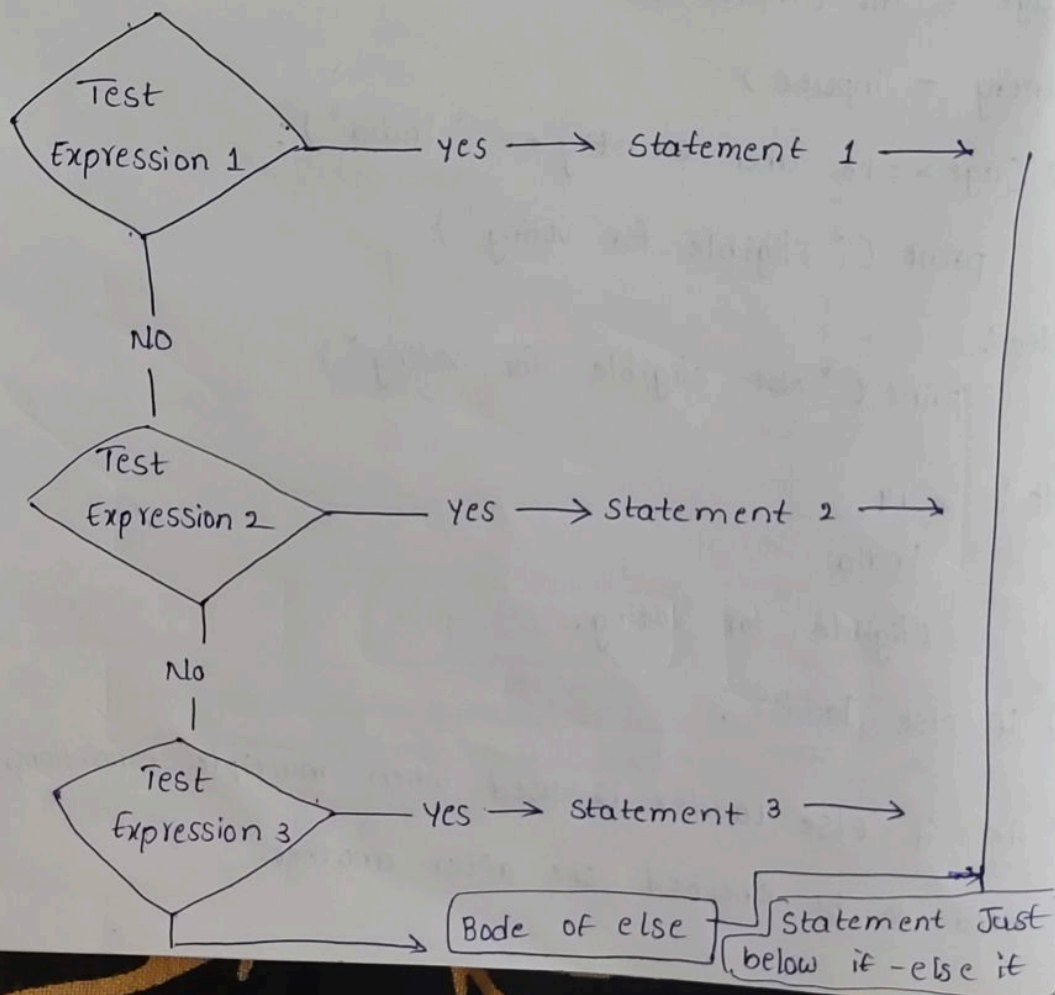 Test
Expression 1
yes
Statement 1
NO
Test
Expression 2
yes
Statement 2
No
Test
Expression 3
yes
Statement 3
Bode of else
Statement Just
below if-else it